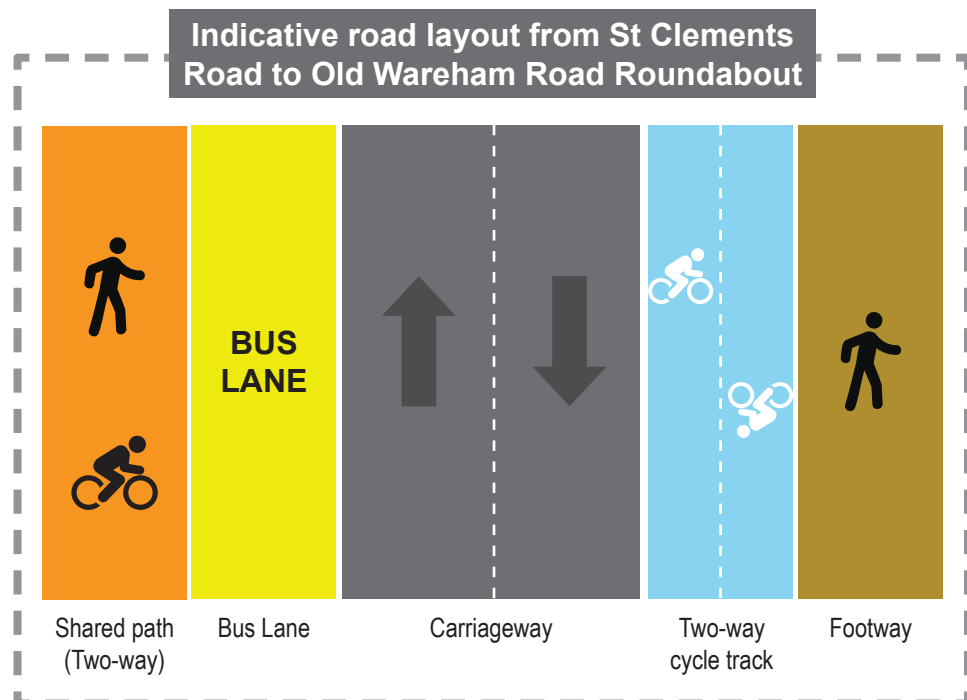 Indicative road layout from St Clements
Road to Old Wareham Road Roundabout
BUS
LANE
Shared path
(Two-way)
Bus Lane
Carriageway
Two-way
cycle track
Footway